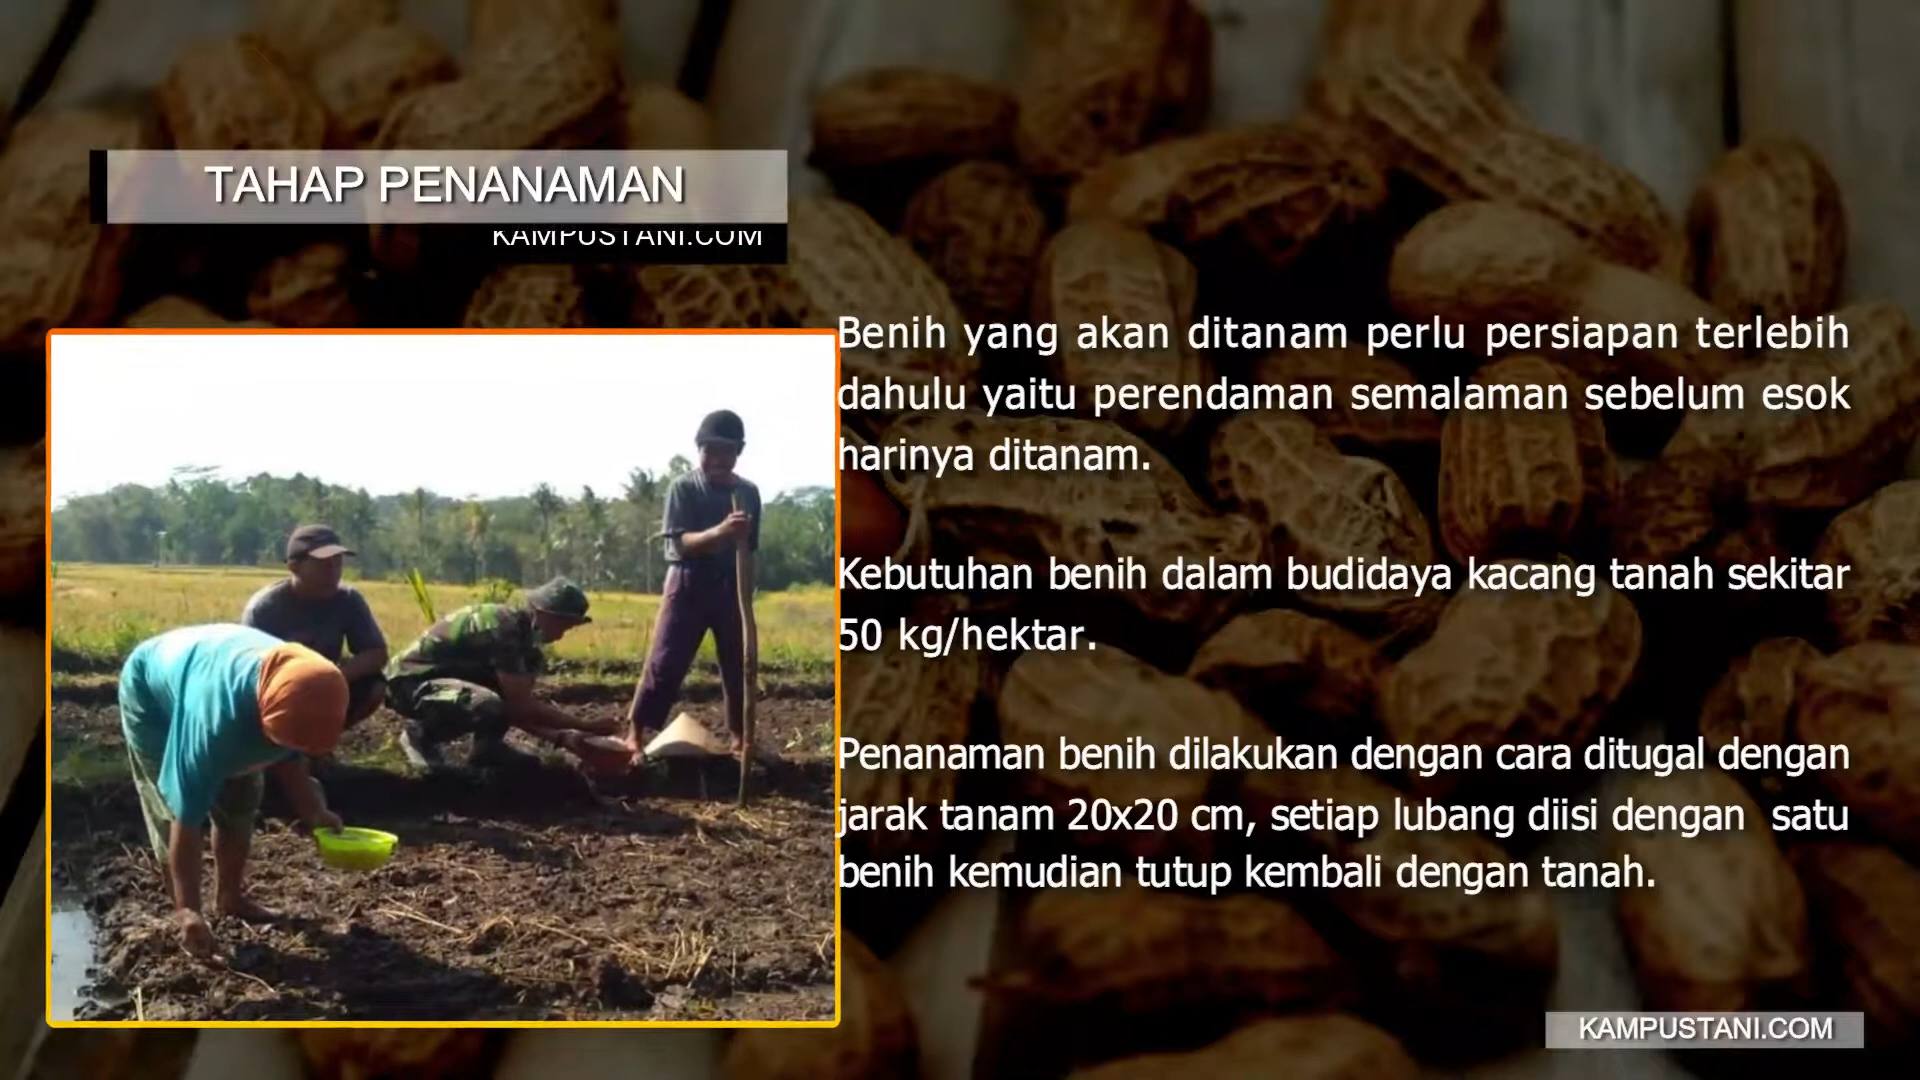 TAHAP PENANAMAN
KAMPUSTANI.COM
Benih yang akan ditanam perlu persiapan terlebih
dahulu yaitu perendaman semalaman sebelum esok
harinya ditanam.
Kebutuhan benih dalam budidaya kacang tanah sekitar
50 kg/hektar.
Penanaman benih dilakukan dengan cara ditugal dengan
jarak tanam 20x20 cm, setiap lubang diisi dengan  satu
benih kemudian tutup kembali dengan tanah.
KAMPUSTANI.COM